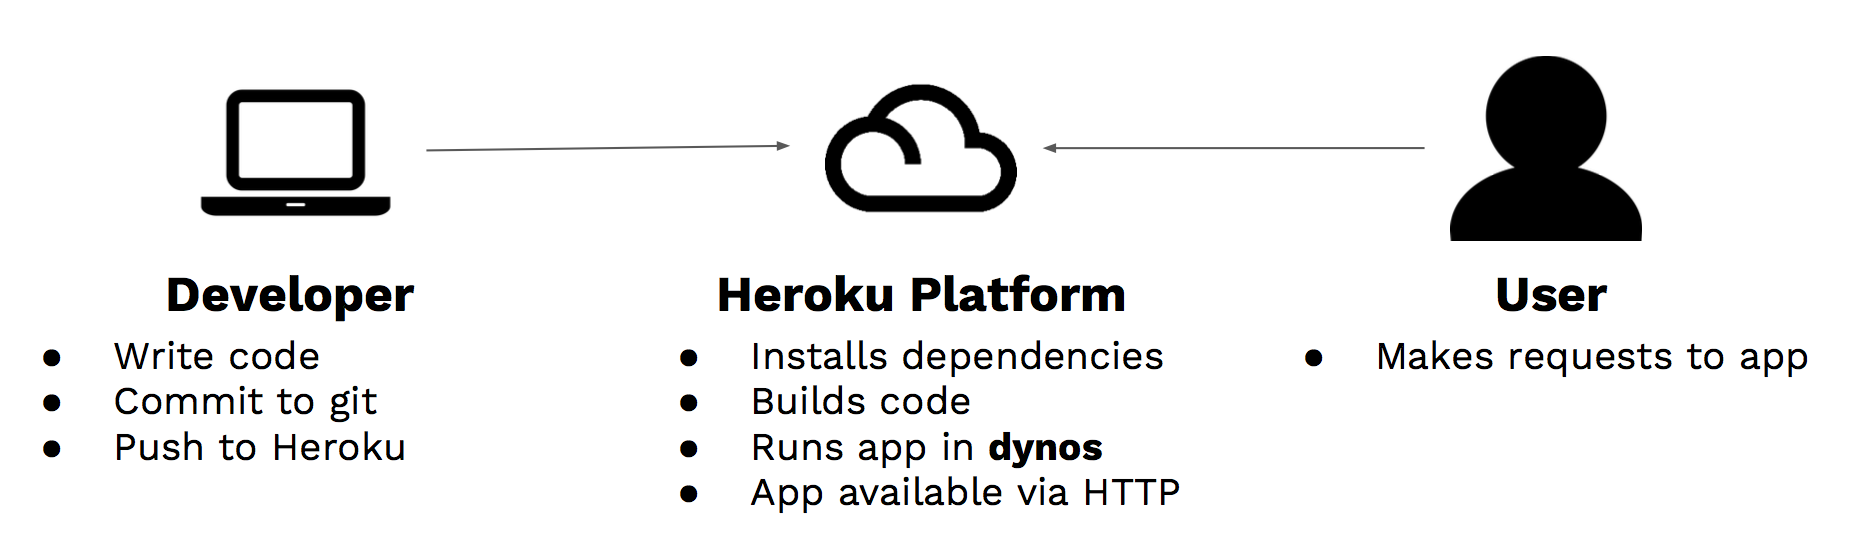 Developer
● Write code
● Commit to git
● Push to Heroku
Heroku Platform
● Installs dependencies
● Builds code
● Runs app in dynos
● App available via HTTP
User
● Makes requests to app